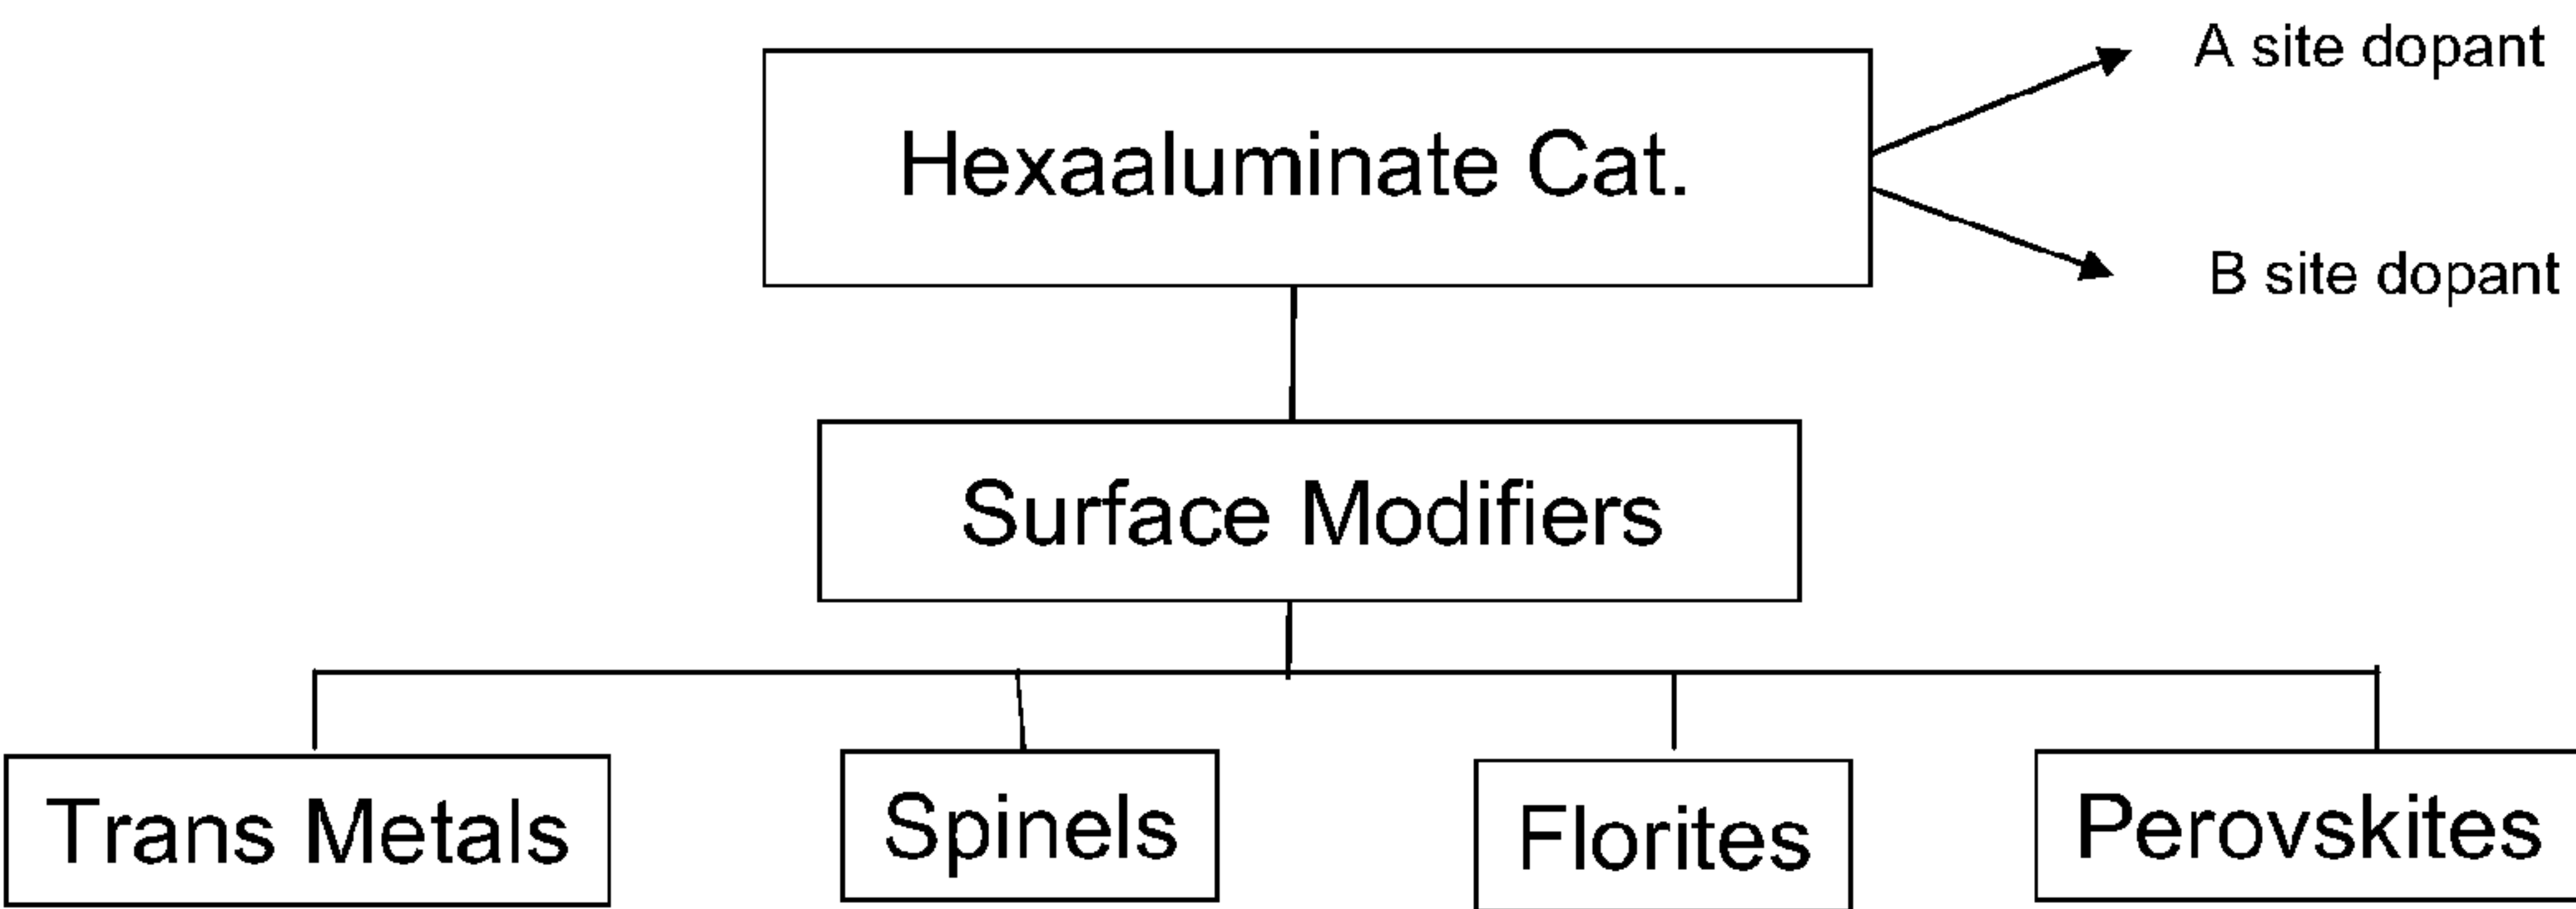 A site dopant
Hexaaluminate Cat.
B site dopant
Surface Modifiers
Trans Metals
Spinels
Florites
Perovskites